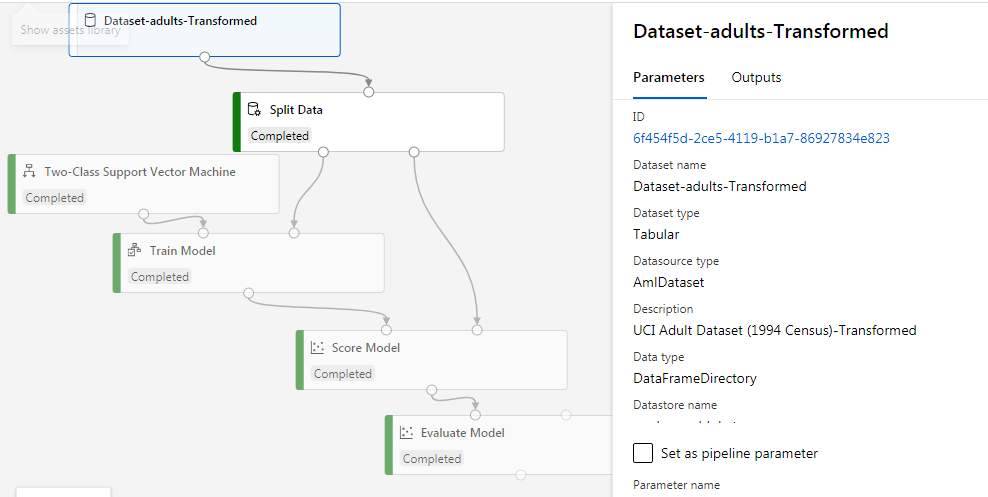 Dataset-adults-Transformed
Show assets library
Split Data
Completed
Two-Class Support Vector Machine
Completed
Train Model
Completed
Score Model
Completed
Evaluate Model
Completed
Dataset-adults-Transformed
Parameters Outputs
ID
6f454f5d-2ce5-4119-b1a7-86927834e823
Dataset name
Dataset-adults-Transformed
Dataset type
Tabular
Datasource type
AmlDataset
Description
UCI Adult Dataset (1994 Census)-Transformed
Data type
DataFrameDirectory
Datastore name
Set as pipeline parameter
Parameter name